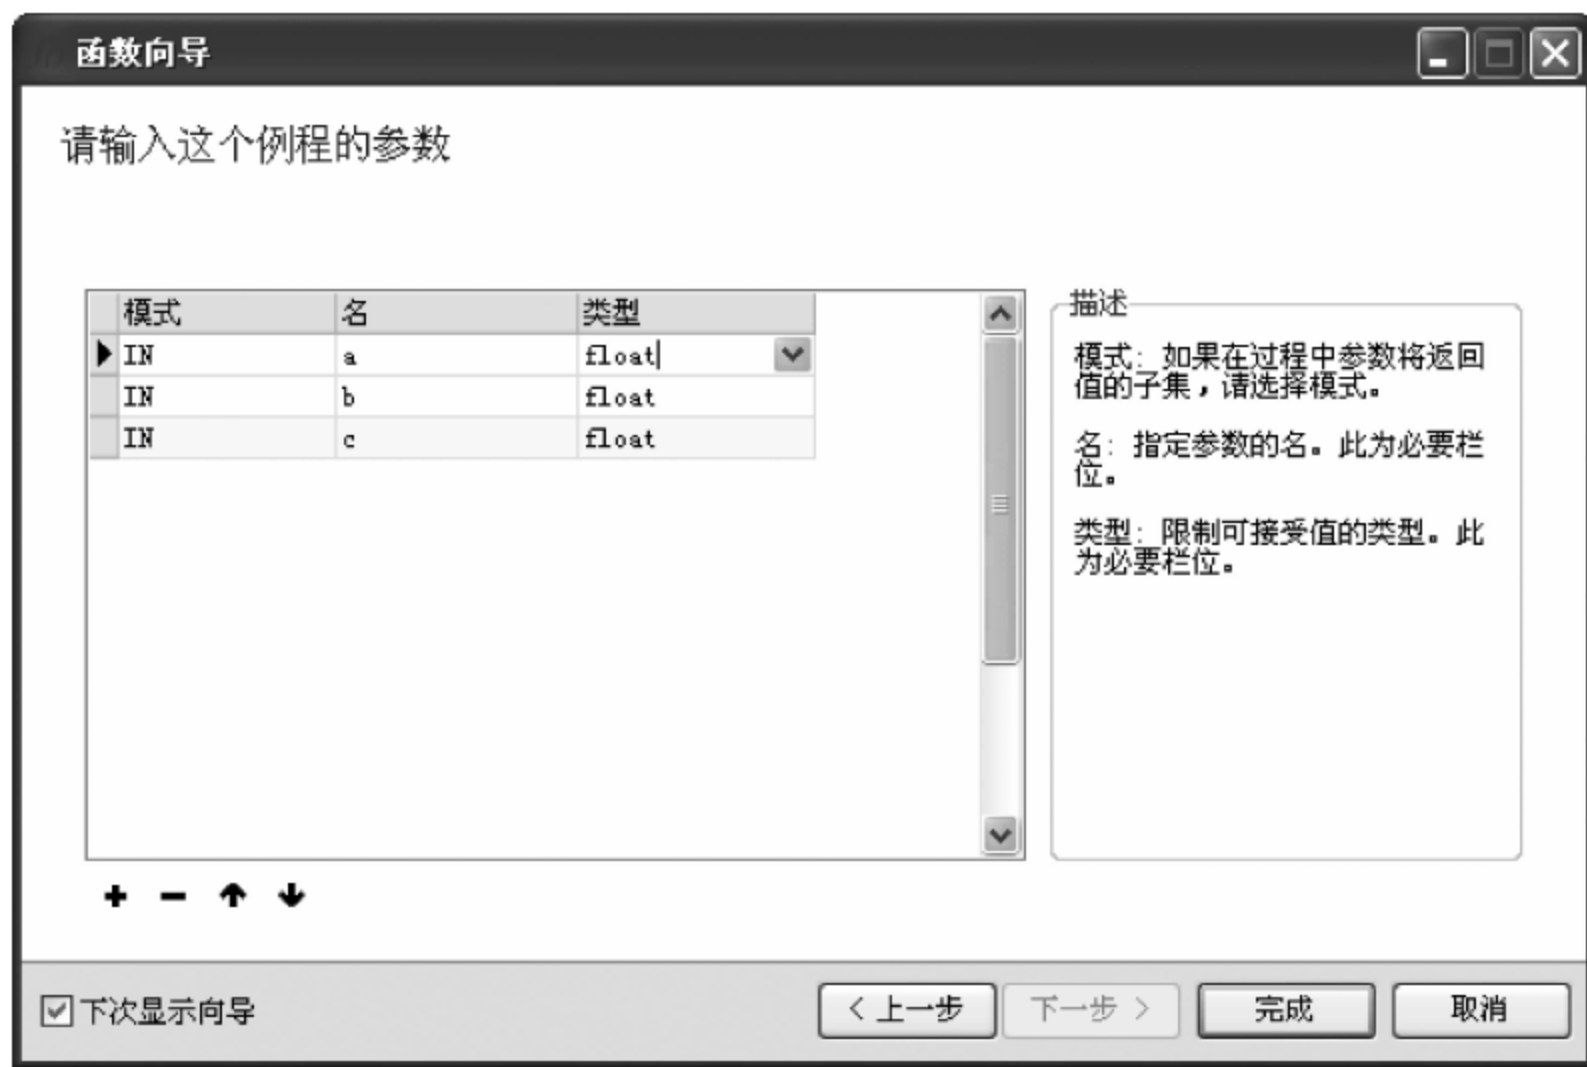 函数向导
请输入这个例程的参数
模式 名 类型
IN a float
IN b float
IN c float
描述
模式: 如果在过程中参数将返回
值的子集，请选择模式。
名: 指定参数的名。此为必要栏
位。
类型: 限制可接受值的类型。此
为必要栏位。
下次显示向导
< 上一步 下一步 > 完成 取消